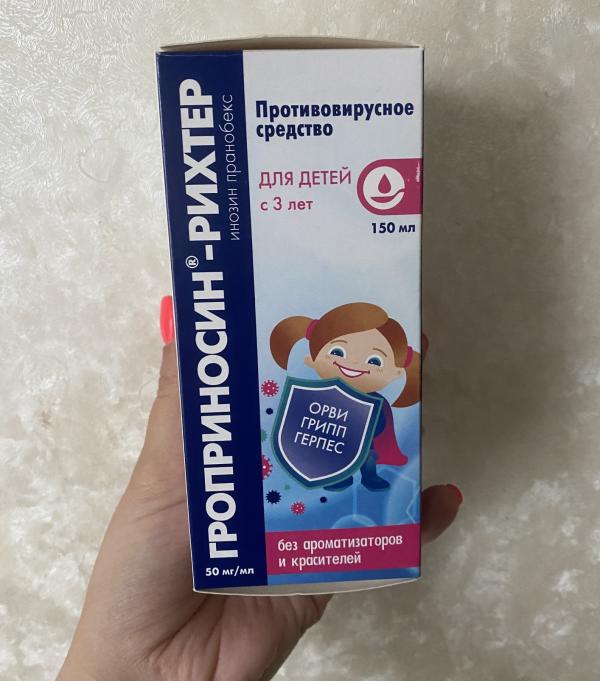 ГРОПРИНОСИН®-РИХТЕР
инозин пранобекс
50 мг/мл
Противовирусное
средство
ДЛЯ ДЕТЕЙ
с 3 лет
150 мл
ОРВИ
ГРИПП
ГЕРПЕС
без ароматизаторов
и красителей